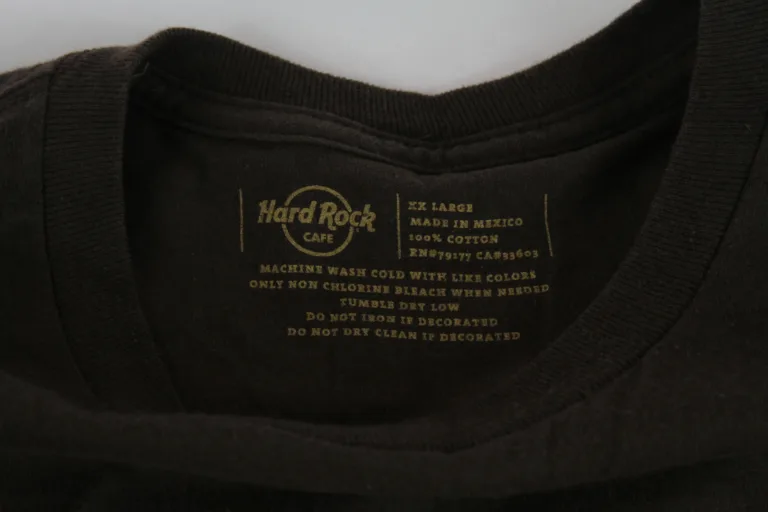 Hard Rock
CAFE
XX LARGE
MADE IN MEXICO
100% COTTON
RN#79177 CA#33603
MACHINE WASH COLD WITH LIKE COLORS
ONLY NON CHLORINE BLEACH WHEN NEEDED
TUMBLE DRY LOW
DO NOT IRON IF DECORATED
DO NOT DRY CLEAN IF DECORATED